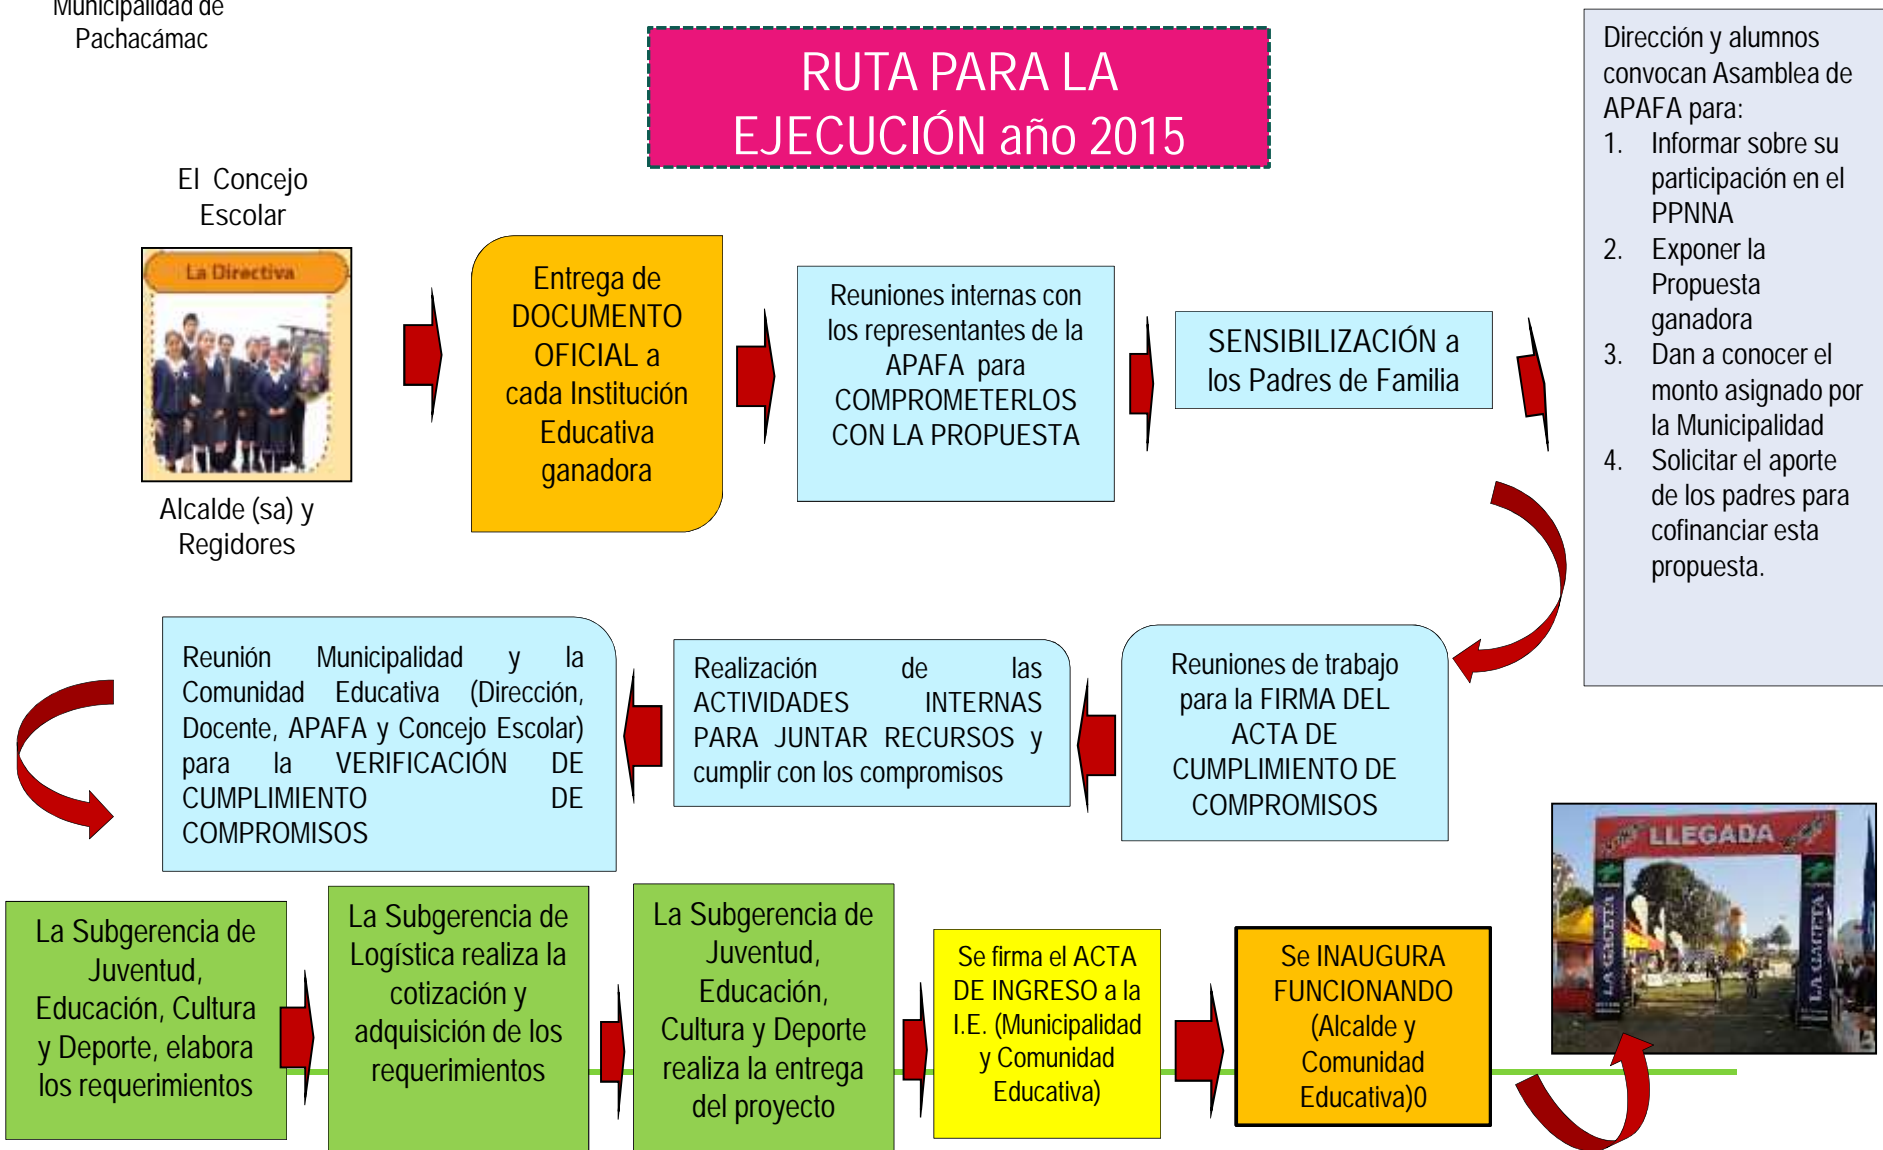 Municipalidad de
Pachacámac
RUTA PARA LA
EJECUCIÓN año 2015
El Concejo
Escolar
La Directiva
Alcalde (sa) y
Regidores
Entrega de
DOCUMENTO
OFICIAL a
cada Institución
Educativa
ganadora
Reuniones internas con
los representantes de la
APAFA para
COMPROMETERLOS
CON LA PROPUESTA
SENSIBILIZACIÓN a
los Padres de Familia
Dirección y alumnos
convocan Asamblea de
APAFA para:
1. Informar sobre su
participación en el
PPNNA
2. Exponer la
Propuesta
ganadora
3. Dan a conocer el
monto asignado por
la Municipalidad
4. Solicitar el aporte
de los padres para
cofinanciar esta
propuesta.
Reuniones de trabajo
para la FIRMA DEL
ACTA DE
CUMPLIMIENTO DE
COMPROMISOS
Realización de las
ACTIVIDADES INTERNAS
PARA JUNTAR RECURSOS y
cumplir con los compromisos
Reunión Municipalidad y la
Comunidad Educativa (Dirección,
Docente, APAFA y Concejo Escolar)
para la VERIFICACIÓN DE
CUMPLIMIENTO DE
COMPROMISOS
La Subgerencia de
Juventud,
Educación, Cultura
y Deporte, elabora
los requerimientos
La Subgerencia de
Logística realiza la
cotización y
adquisición de los
requerimientos
La Subgerencia de
Juventud,
Educación,
Cultura y Deporte
realiza la entrega
del proyecto
Se firma el ACTA
DE INGRESO a la
I.E. (Municipalidad
y Comunidad
Educativa)
Se INAUGURA
FUNCIONANDO
(Alcalde y
Comunidad
Educativa)0
LLEGADA
LA GACETA
LA GACETA